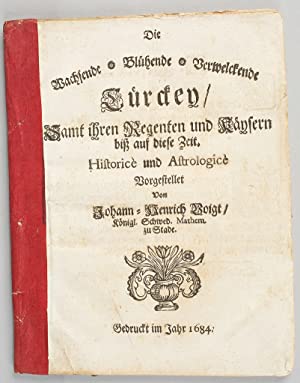 Die
Wachsende • Blühende • Verwelckende
Türckey/
Samt ihren Regenten und Käysern
biß auf diese Zeit.
Historicè und Astrologicè
Vorgestellet
Von
Johann-Henrich Voigt/
Königl. Schwed. Mathem.
zu Stade.
Gedruckt im Jahr 1684.